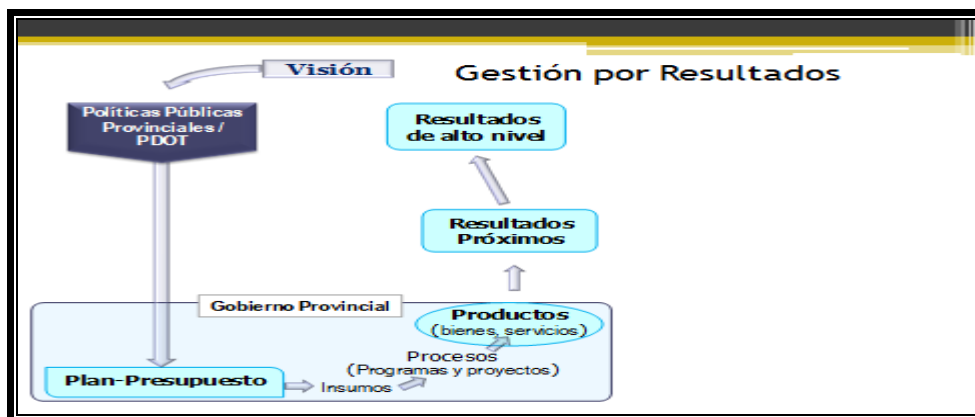 Visión
Gestión por Resultados
Políticas Públicas
Provinciales /
PDOT
Resultados
de alto nivel
Resultados
Próximos
Gobierno Provincial
Productos
(bienes, servicios)
Procesos
(Programas y proyectos)
Plan-Presupuesto
Insumos